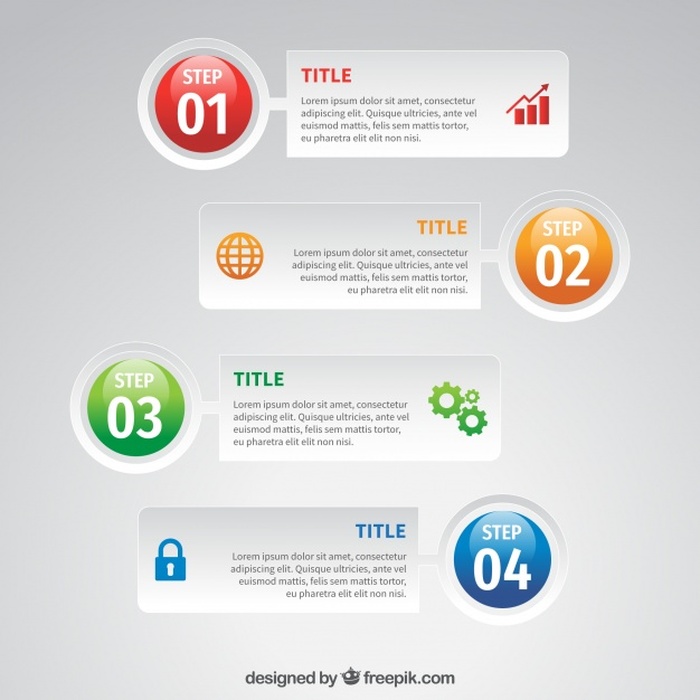 STEP
01
TITLE
Lorem ipsum dolor sit amet, consectetur
adipiscing elit. Quisque ultricies, ante vel
euismod mattis, felis sem mattis tortor,
eu pharetra elit elit non nisi.
TITLE
Lorem ipsum dolor sit amet, consectetur
adipiscing elit. Quisque ultricies, ante vel
euismod mattis, felis sem mattis tortor,
eu pharetra elit elit non nisi.
STEP
02
STEP
03
TITLE
Lorem ipsum dolor sit amet, consectetur
adipiscing elit. Quisque ultricies, ante vel
euismod mattis, felis sem mattis tortor,
eu pharetra elit elit non nisi.
TITLE
Lorem ipsum dolor sit amet, consectetur
adipiscing elit. Quisque ultricies, ante vel
euismod mattis, felis sem mattis tortor,
eu pharetra elit elit non nisi.
STEP
04
designed by freepik.com